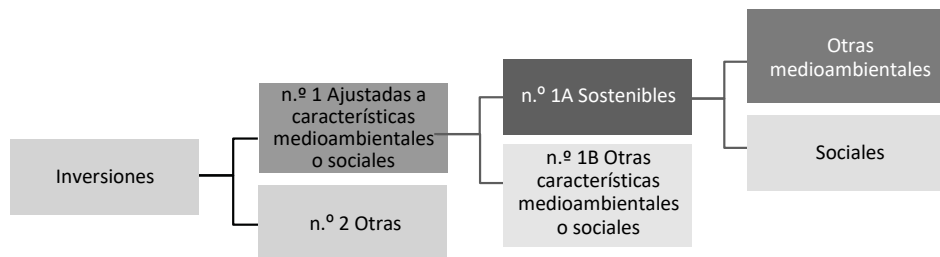 Inversiones
n.º 1 Ajustadas a
características
medioambientales
o sociales
n.º 2 Otras
n.º 1A Sostenibles
n.º 1B Otras
características
medioambientales
o sociales
Otras
medioambientales
Sociales